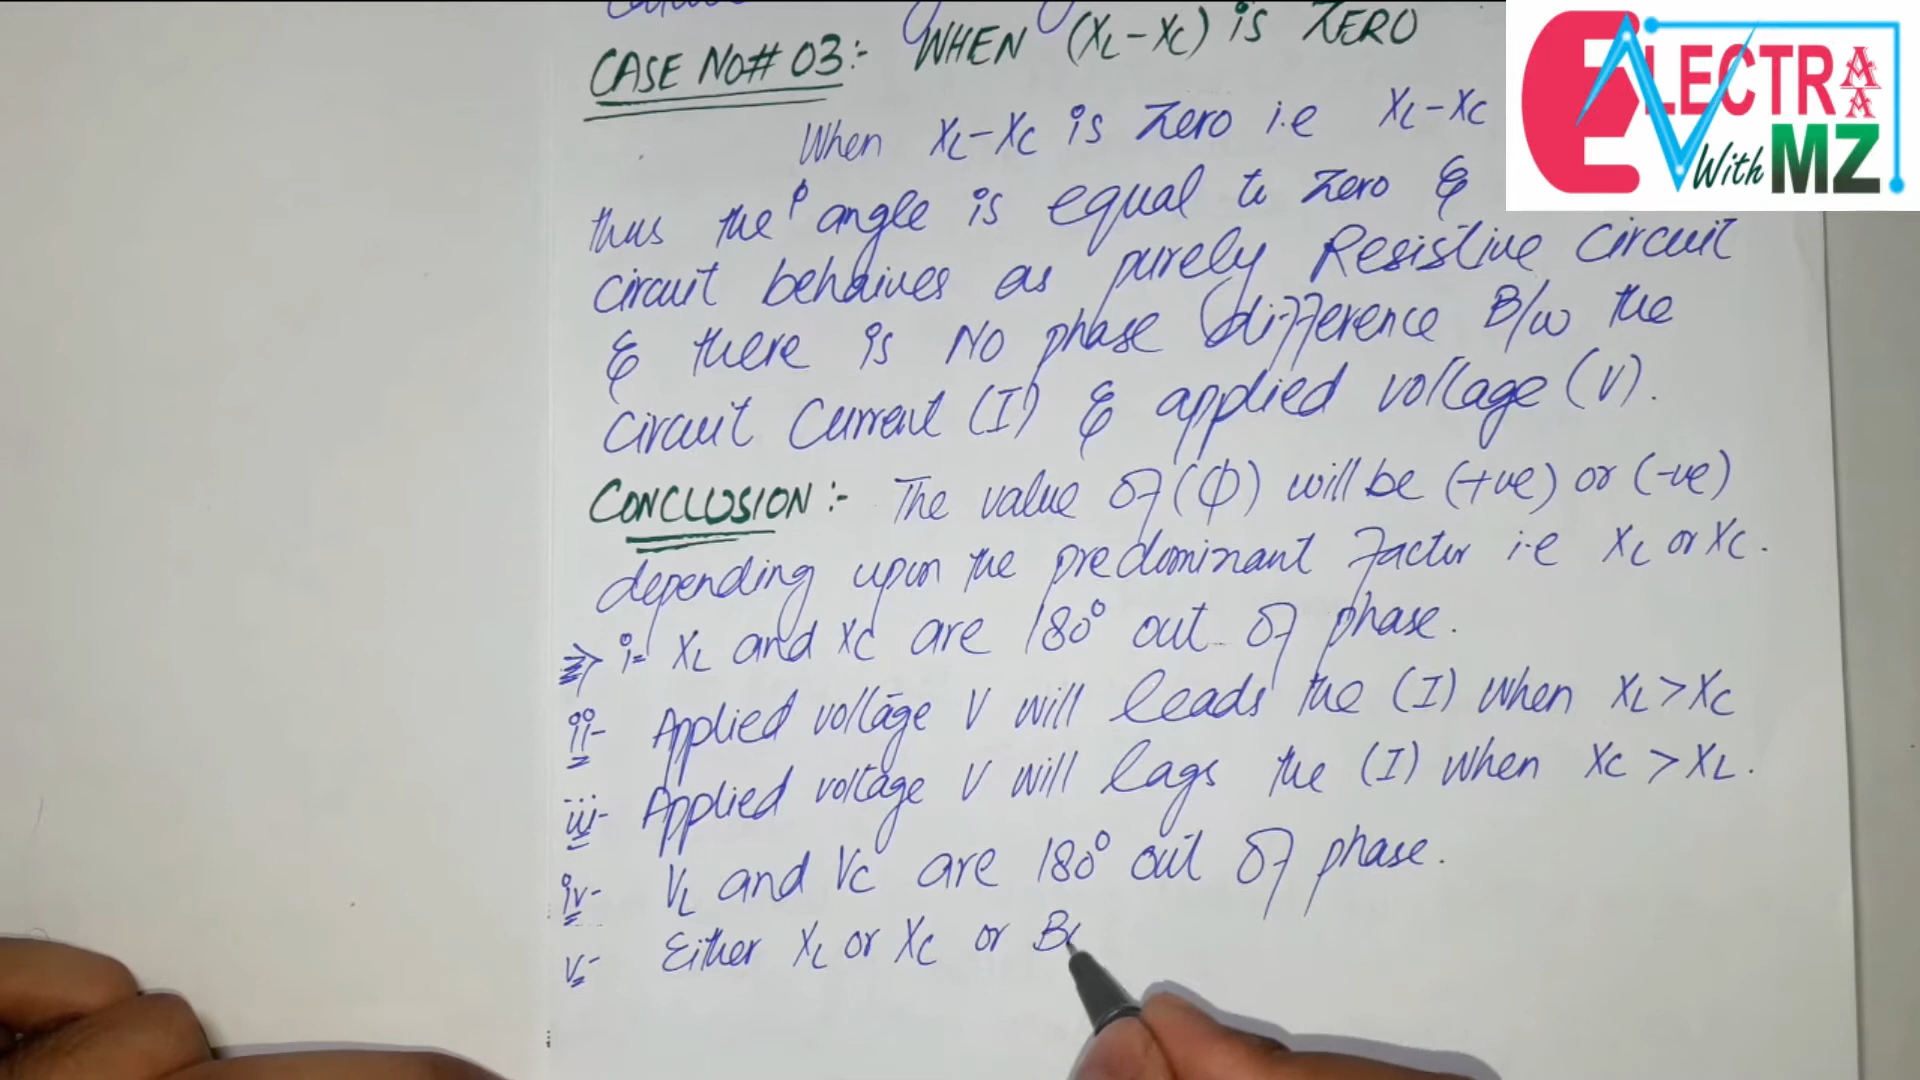 CASE NO# 03:- WHEN (XL-XC) is ZERO
When XL-XC is Zero i.e XL-XC
thus the φ angle is equal to Zero &
circuit behaives as purely Resistive Circuit
& there is No phase difference B/w the
Circuit Current (I) & applied voltage (V).
CONCLUSION:- The value of (φ) will be (+ve) or (-ve)
depending upon the predominant Factor i.e XL or XC.
⇒ i- XL and XC are 180° out of phase.
ii- Applied voltage V will leads the (I) when XL>XC
iii- Applied voltage V will lags the (I) when XC > XL.
iv- VL and VC are 180° out of phase.
v- Either XL or XC or
ELECTRA AAA
With MZ